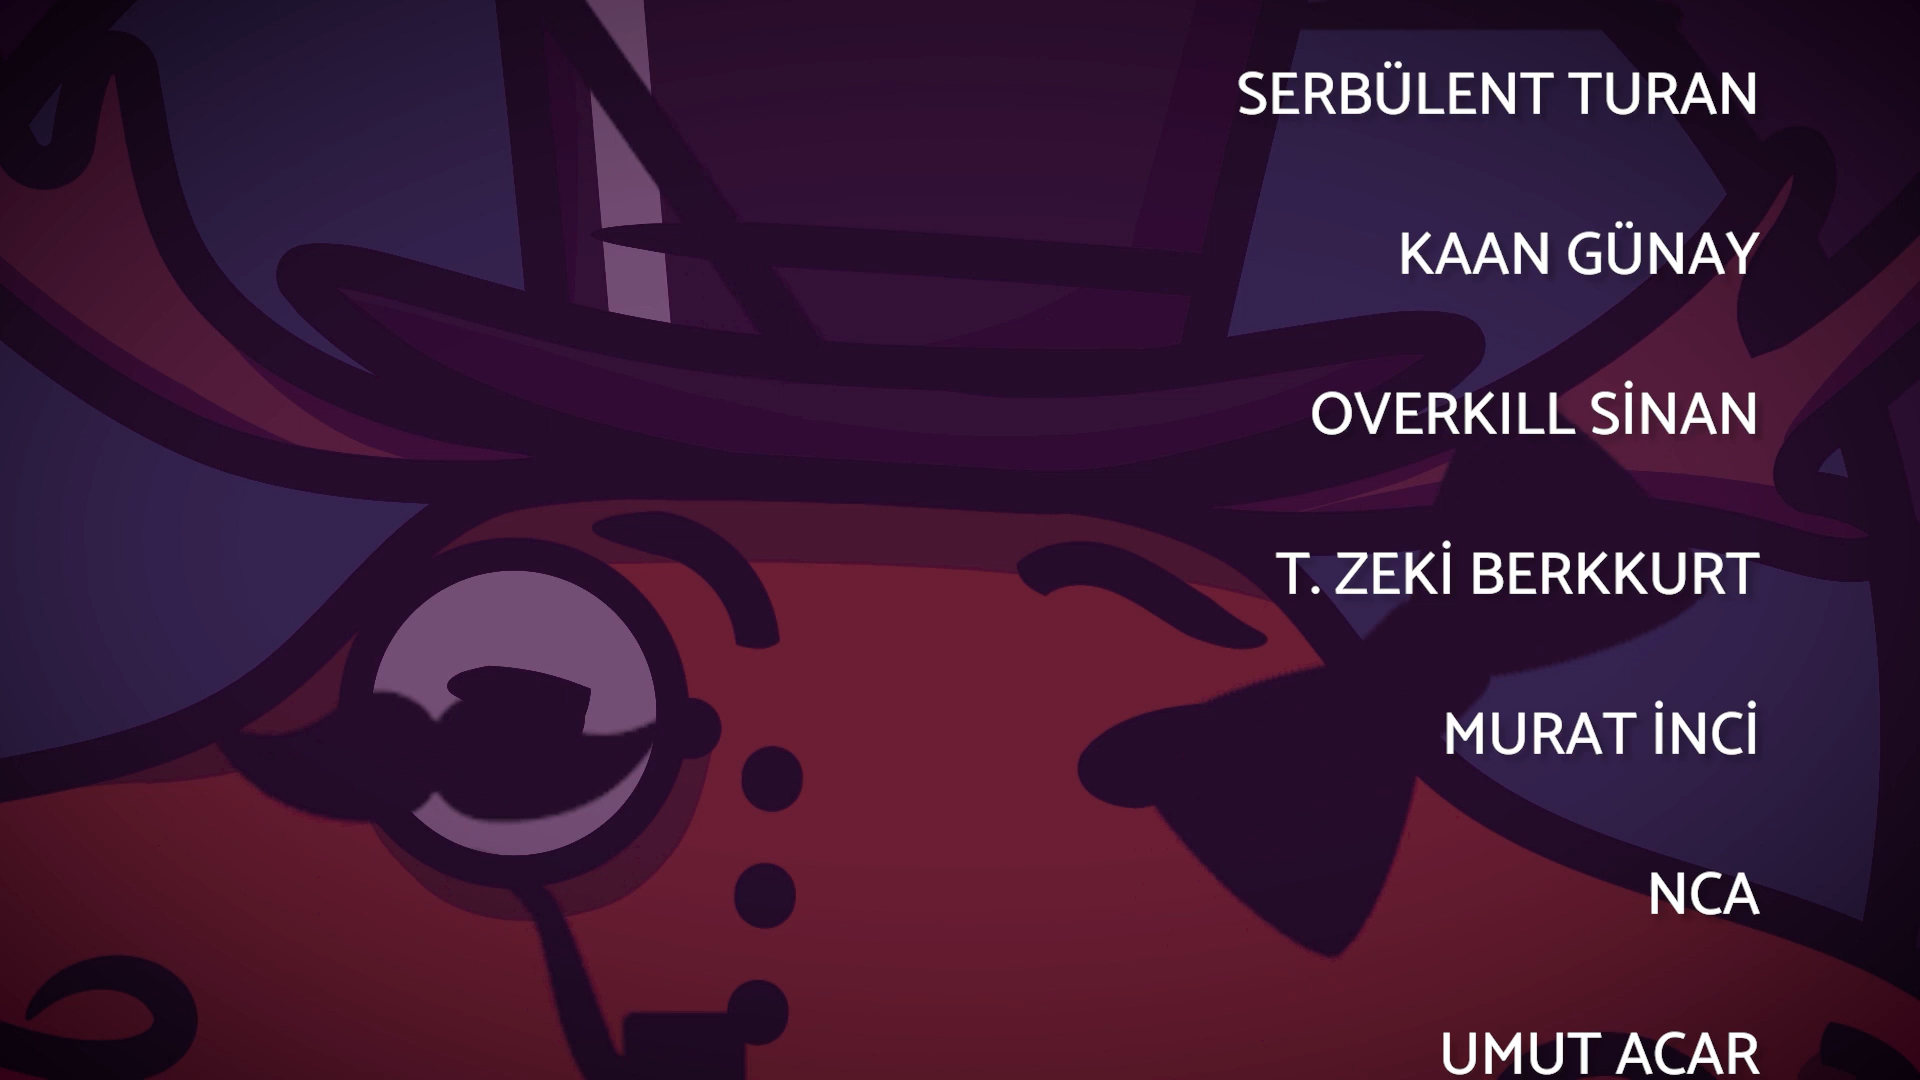 SERBÜLENT TURAN
KAAN GÜNAY
OVERKILL SİNAN
T. ZEKİ BERKKURT
MURAT İNCİ
NCA
UMUT ACAR